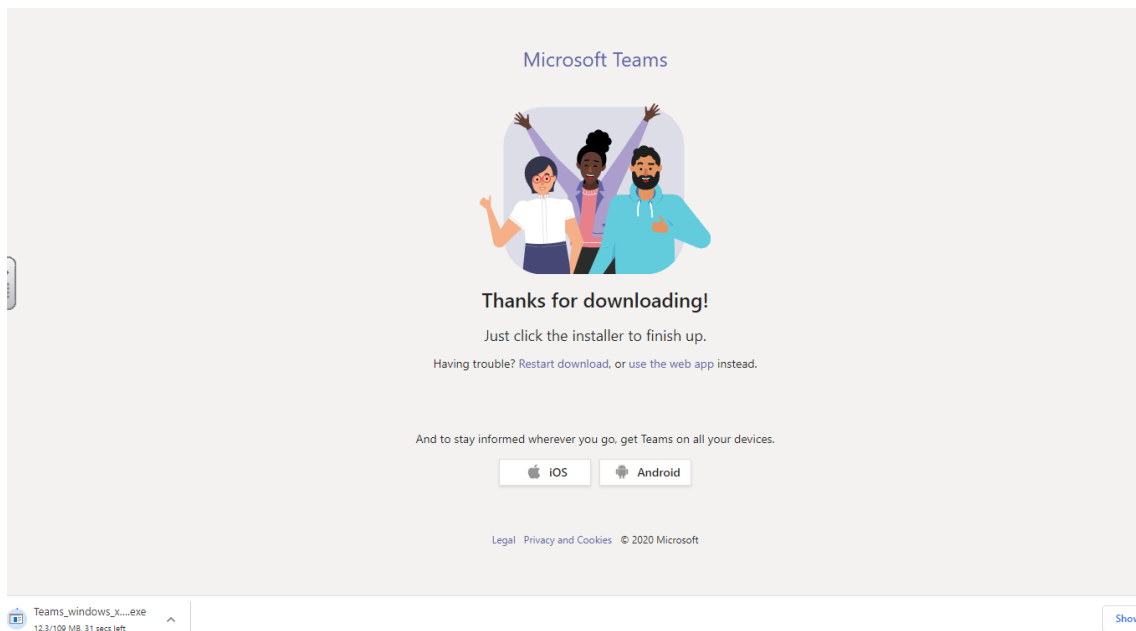 Microsoft Teams
Thanks for downloading!
Just click the installer to finish up.
Having trouble? Restart download, or use the web app instead.
And to stay informed wherever you go, get Teams on all your devices.
iOS Android
Legal Privacy and Cookies © 2020 Microsoft
Teams_windows_x....exe
12.3/109 MB, 31 secs left
Show